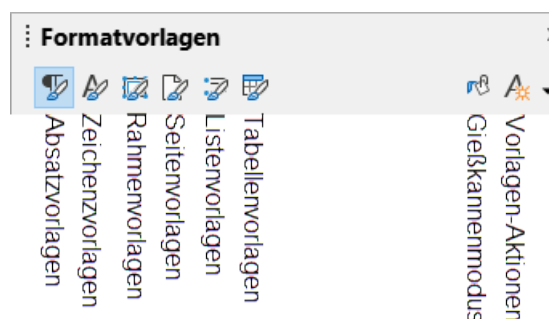 Formatvorlagen
Absatzvorlagen
Zeichenzvorlagen
Rahmenvorlagen
Seitenvorlagen
Listenvorlagen
Tabellenvorlagen
Gießkannenmodus
Vorlagen-Aktionen